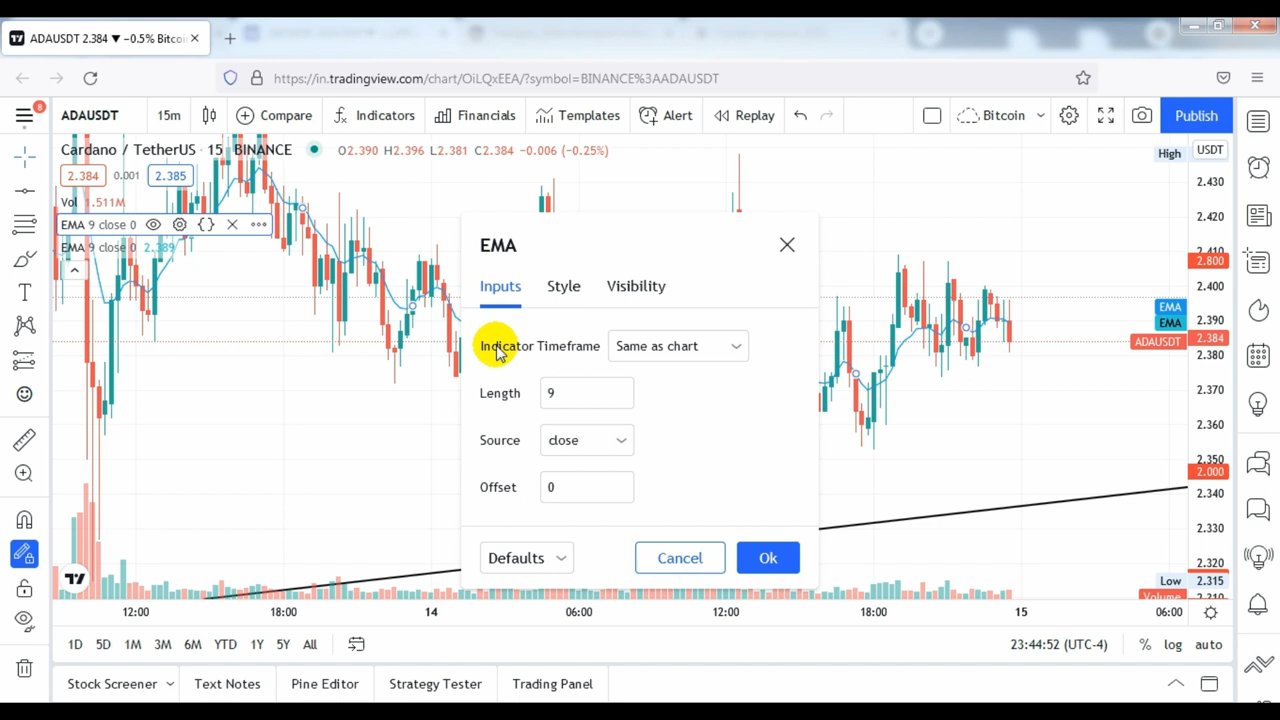 ADAUSDT 2.384 ▼ −0.5% Bitcoi
https://in.tradingview.com/chart/OiLQxEEA/?symbol=BINANCE%3AADAUSDT
8
ADAUSDT 15m Compare Indicators Financials Templates Alert Replay Bitcoin Publish
Cardano / TetherUS · 15 BINANCE O2.390 H2.396 L2.381 C2.384 −0.006 (−0.25%)
High USDT
2.384 0.001 2.385
Vol 1.511M
EMA 9 close 0
EMA 9 close 0 2.389
EMA
Inputs Style Visibility
Indicator Timeframe Same as chart
Length 9
Source close
Offset 0
Defaults Cancel Ok
2.430
2.420
2.410
2.800
2.400
EMA
2.390
EMA
ADAUSDT 2.384
2.380
2.370
2.360
2.350
2.000
2.340
2.330
2.320
Low 2.315
Volume 2.310
12:00 18:00 14 06:00 12:00 18:00 15 06:00
1D 5D 1M 3M 6M YTD 1Y 5Y All 23:44:52 (UTC-4) % log auto
Stock Screener Text Notes Pine Editor Strategy Tester Trading Panel